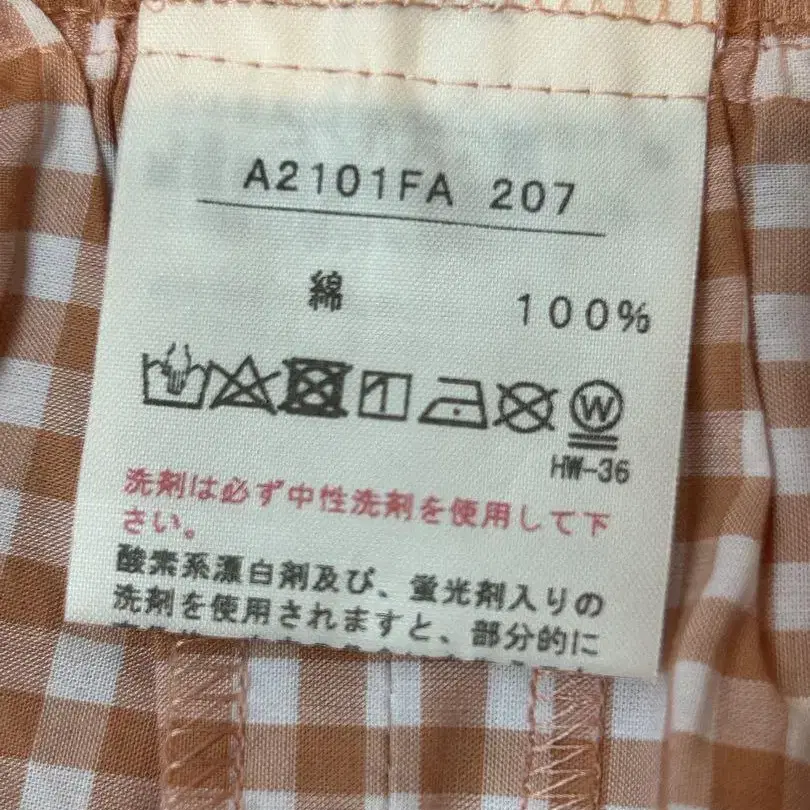 A2101FA 207
綿 100%
W
HW-36
洗剤は必ず中性洗剤を使用して下
さい。
酸素系漂白剤及び、蛍光剤入りの
洗剤を使用されますと、部分的に